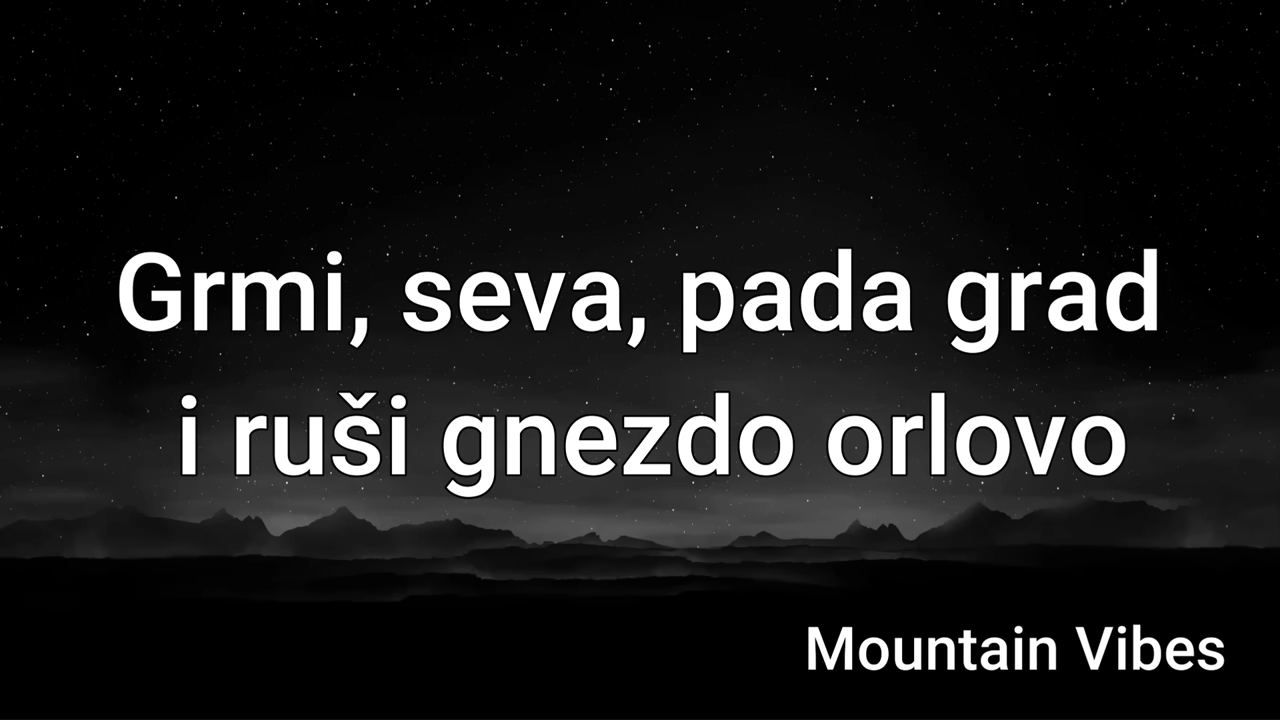 Grmi, seva, pada grad
i ruši gnezdo orlovo
Mountain Vibes